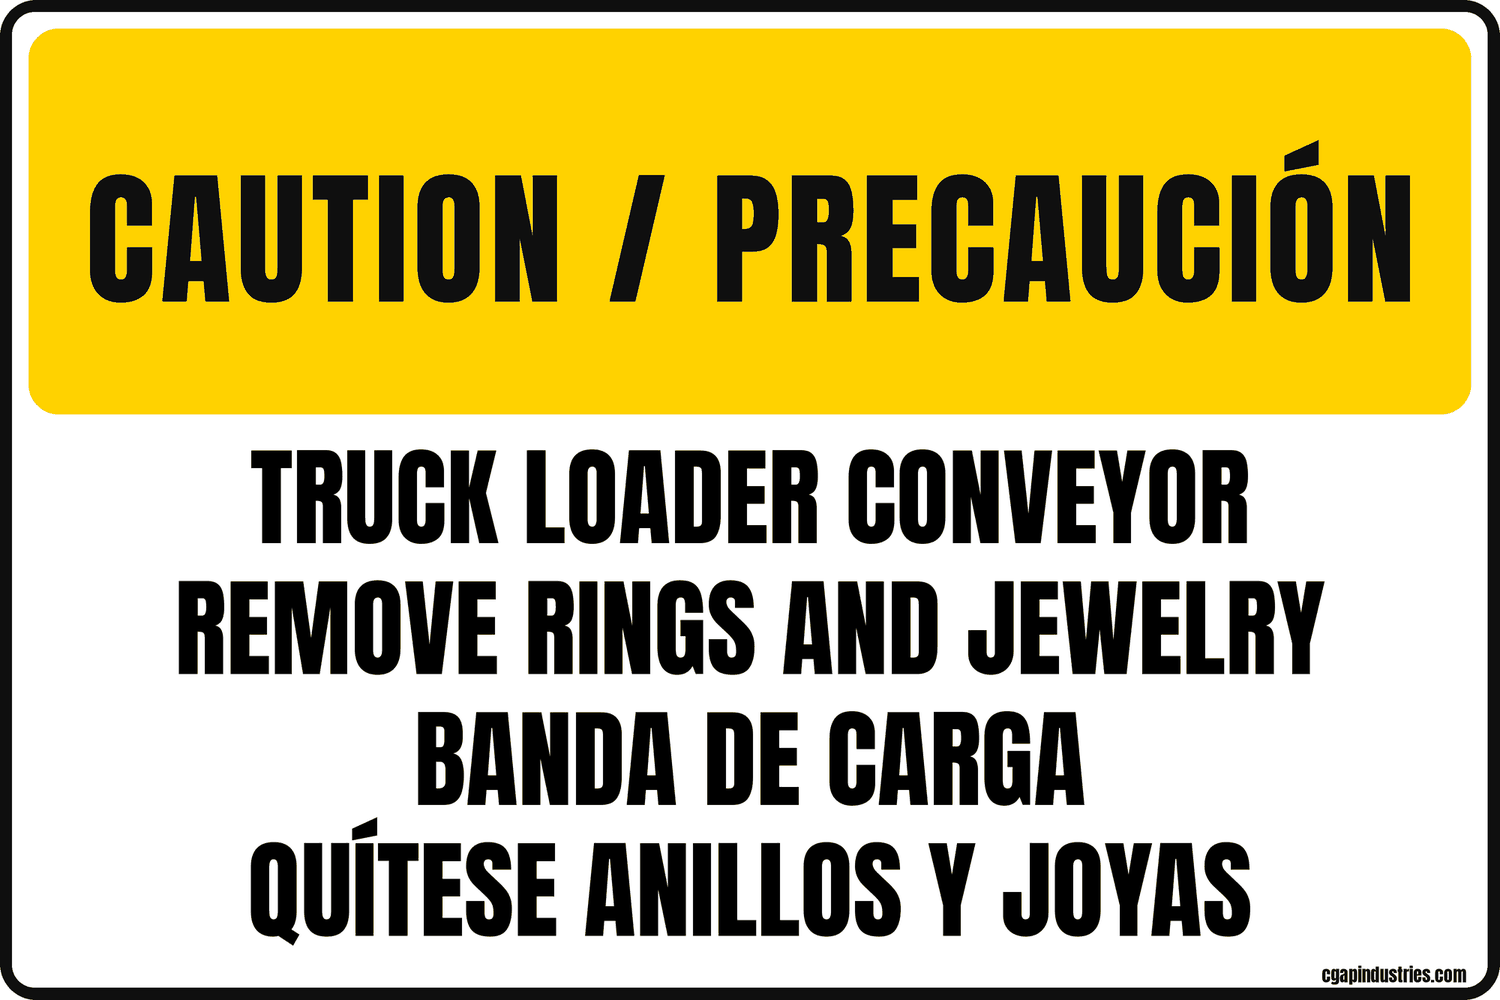 CAUTION / PRECAUCIÓN
TRUCK LOADER CONVEYOR
REMOVE RINGS AND JEWELRY
BANDA DE CARGA
QUÍTESE ANILLOS Y JOYAS
cgapindustries.com